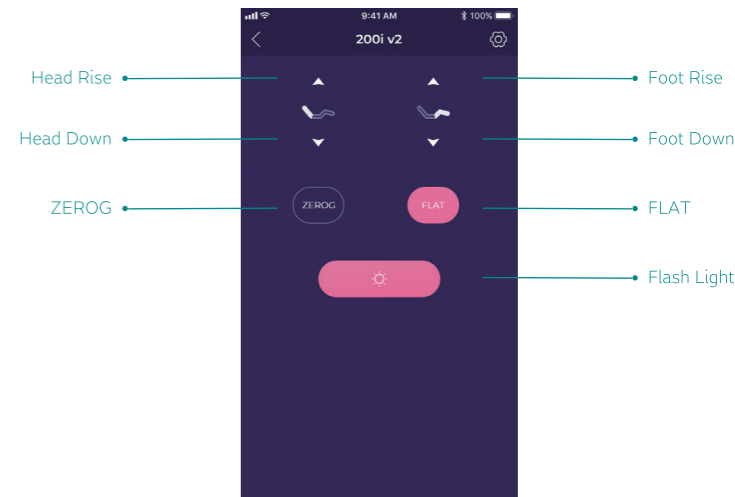 9:41 AM
100%
200i v2
Head Rise
Foot Rise
Head Down
Foot Down
ZEROG
ZEROG
FLAT
FLAT
Flash Light